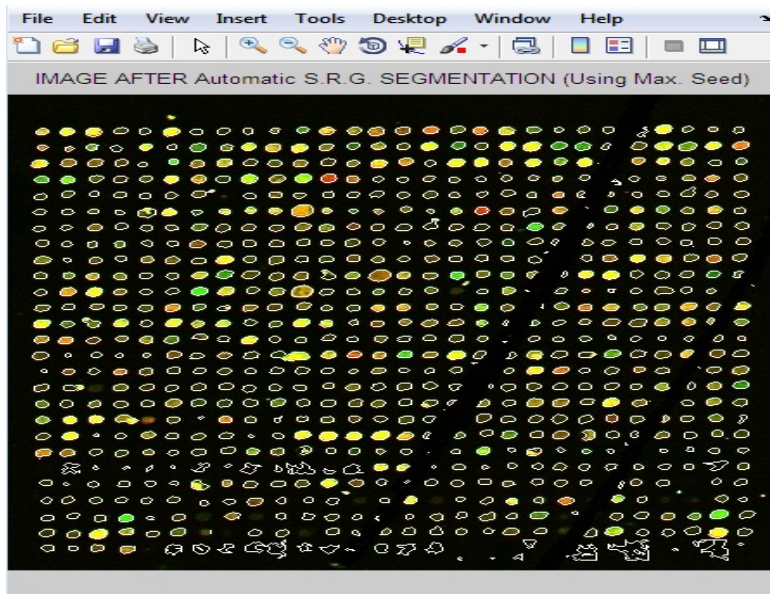 File Edit View Insert Tools Desktop Window Help
IMAGE AFTER Automatic S.R.G. SEGMENTATION (Using Max. Seed)